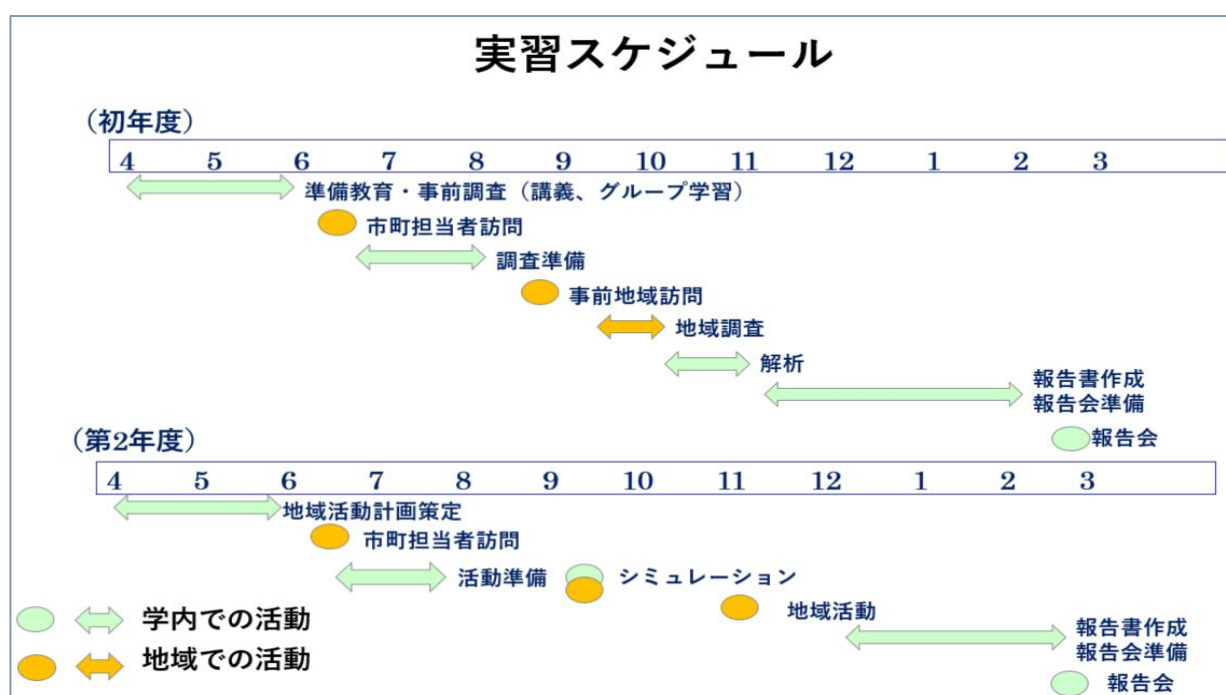 実習スケジュール
（初年度）
4 5 6 7 8 9 10 11 12 1 2 3
準備教育・事前調査（講義、グループ学習）
市町担当者訪問
調査準備
事前地域訪問
地域調査
解析
報告書作成
報告会準備
報告会
（第2年度）
4 5 6 7 8 9 10 11 12 1 2 3
地域活動計画策定
市町担当者訪問
活動準備
シミュレーション
地域活動
報告書作成
報告会準備
報告会
学内での活動
地域での活動